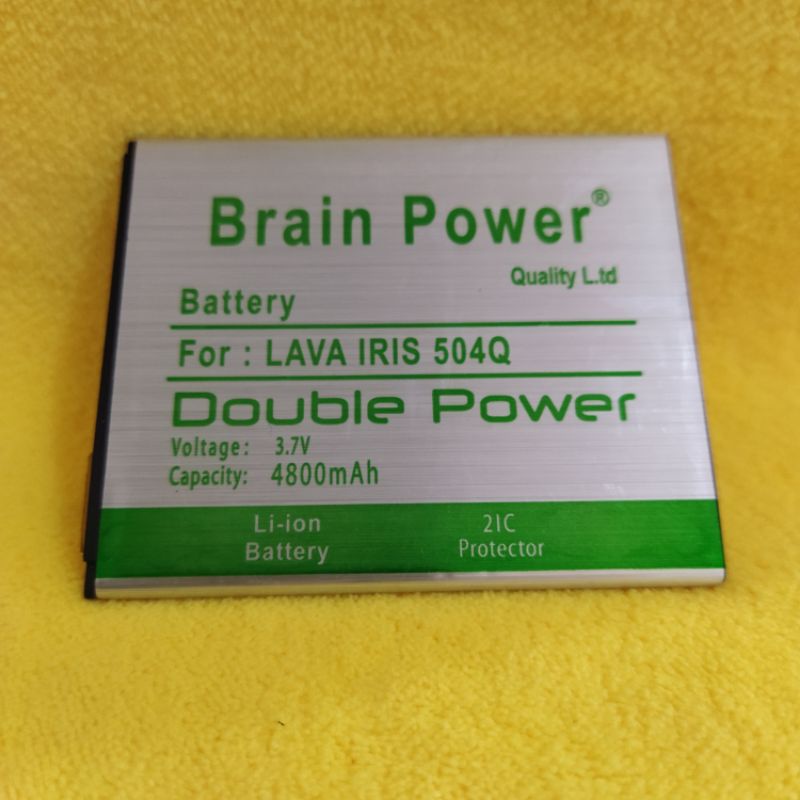 Brain Power®
Quality L.td
Battery
For : LAVA IRIS 504Q
Double Power
Voltage: 3.7V
Capacity: 4800mAh
Li-ion
Battery
2IC
Protector